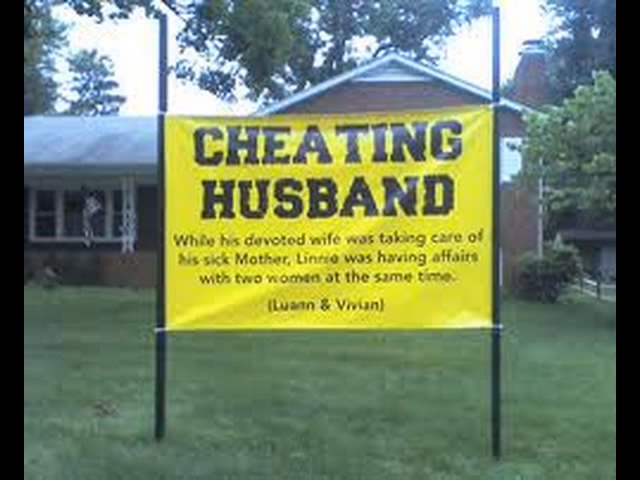 CHEATING
HUSBAND
While his devoted wife was taking care of
his sick Mother, Linnie was having affairs
with two women at the same time.
(Luann & Vivian)